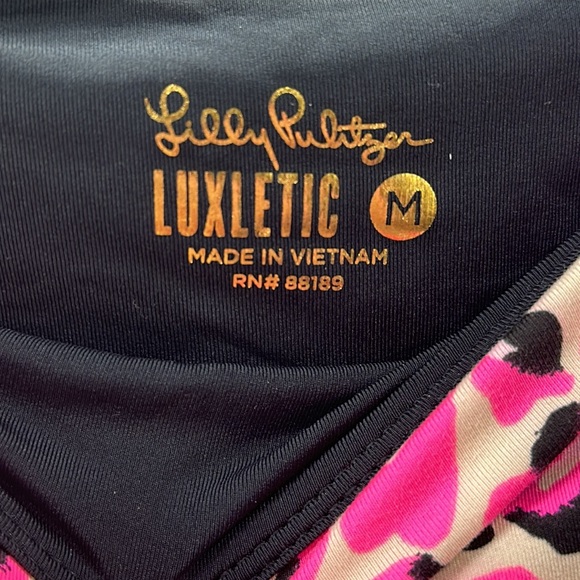 Lilly Pulitzer
LUXLETIC M
MADE IN VIETNAM
RN# 88189